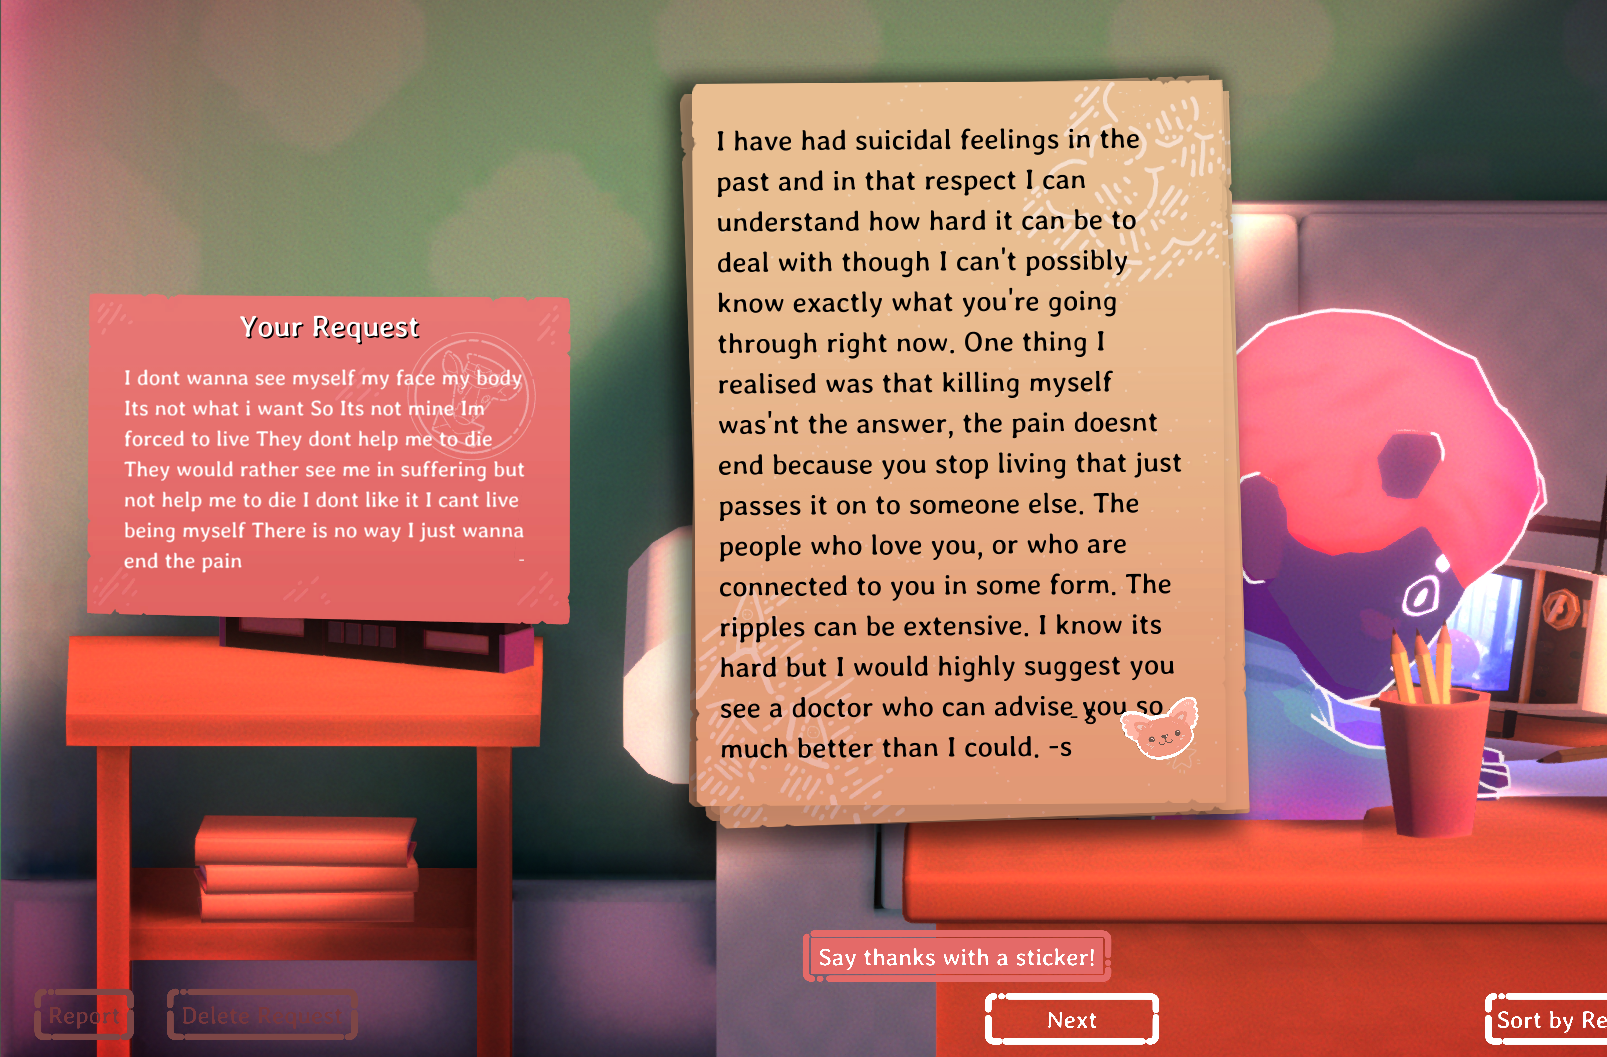 Your Request
I dont wanna see myself my face my body
Its not what i want So Its not mine Im
forced to live They dont help me to die
They would rather see me in suffering but
not help me to die I dont like it I cant live
being myself There is no way I just wanna
end the pain
-
I have had suicidal feelings in the
past and in that respect I can
understand how hard it can be to
deal with though I can't possibly
know exactly what you're going
through right now. One thing I
realised was that killing myself
was'nt the answer, the pain doesnt
end because you stop living that just
passes it on to someone else. The
people who love you, or who are
connected to you in some form. The
ripples can be extensive. I know its
hard but I would highly suggest you
see a doctor who can advise you so
much better than I could. -s
Say thanks with a sticker!
Report
Delete Request
Next
Sort by Re